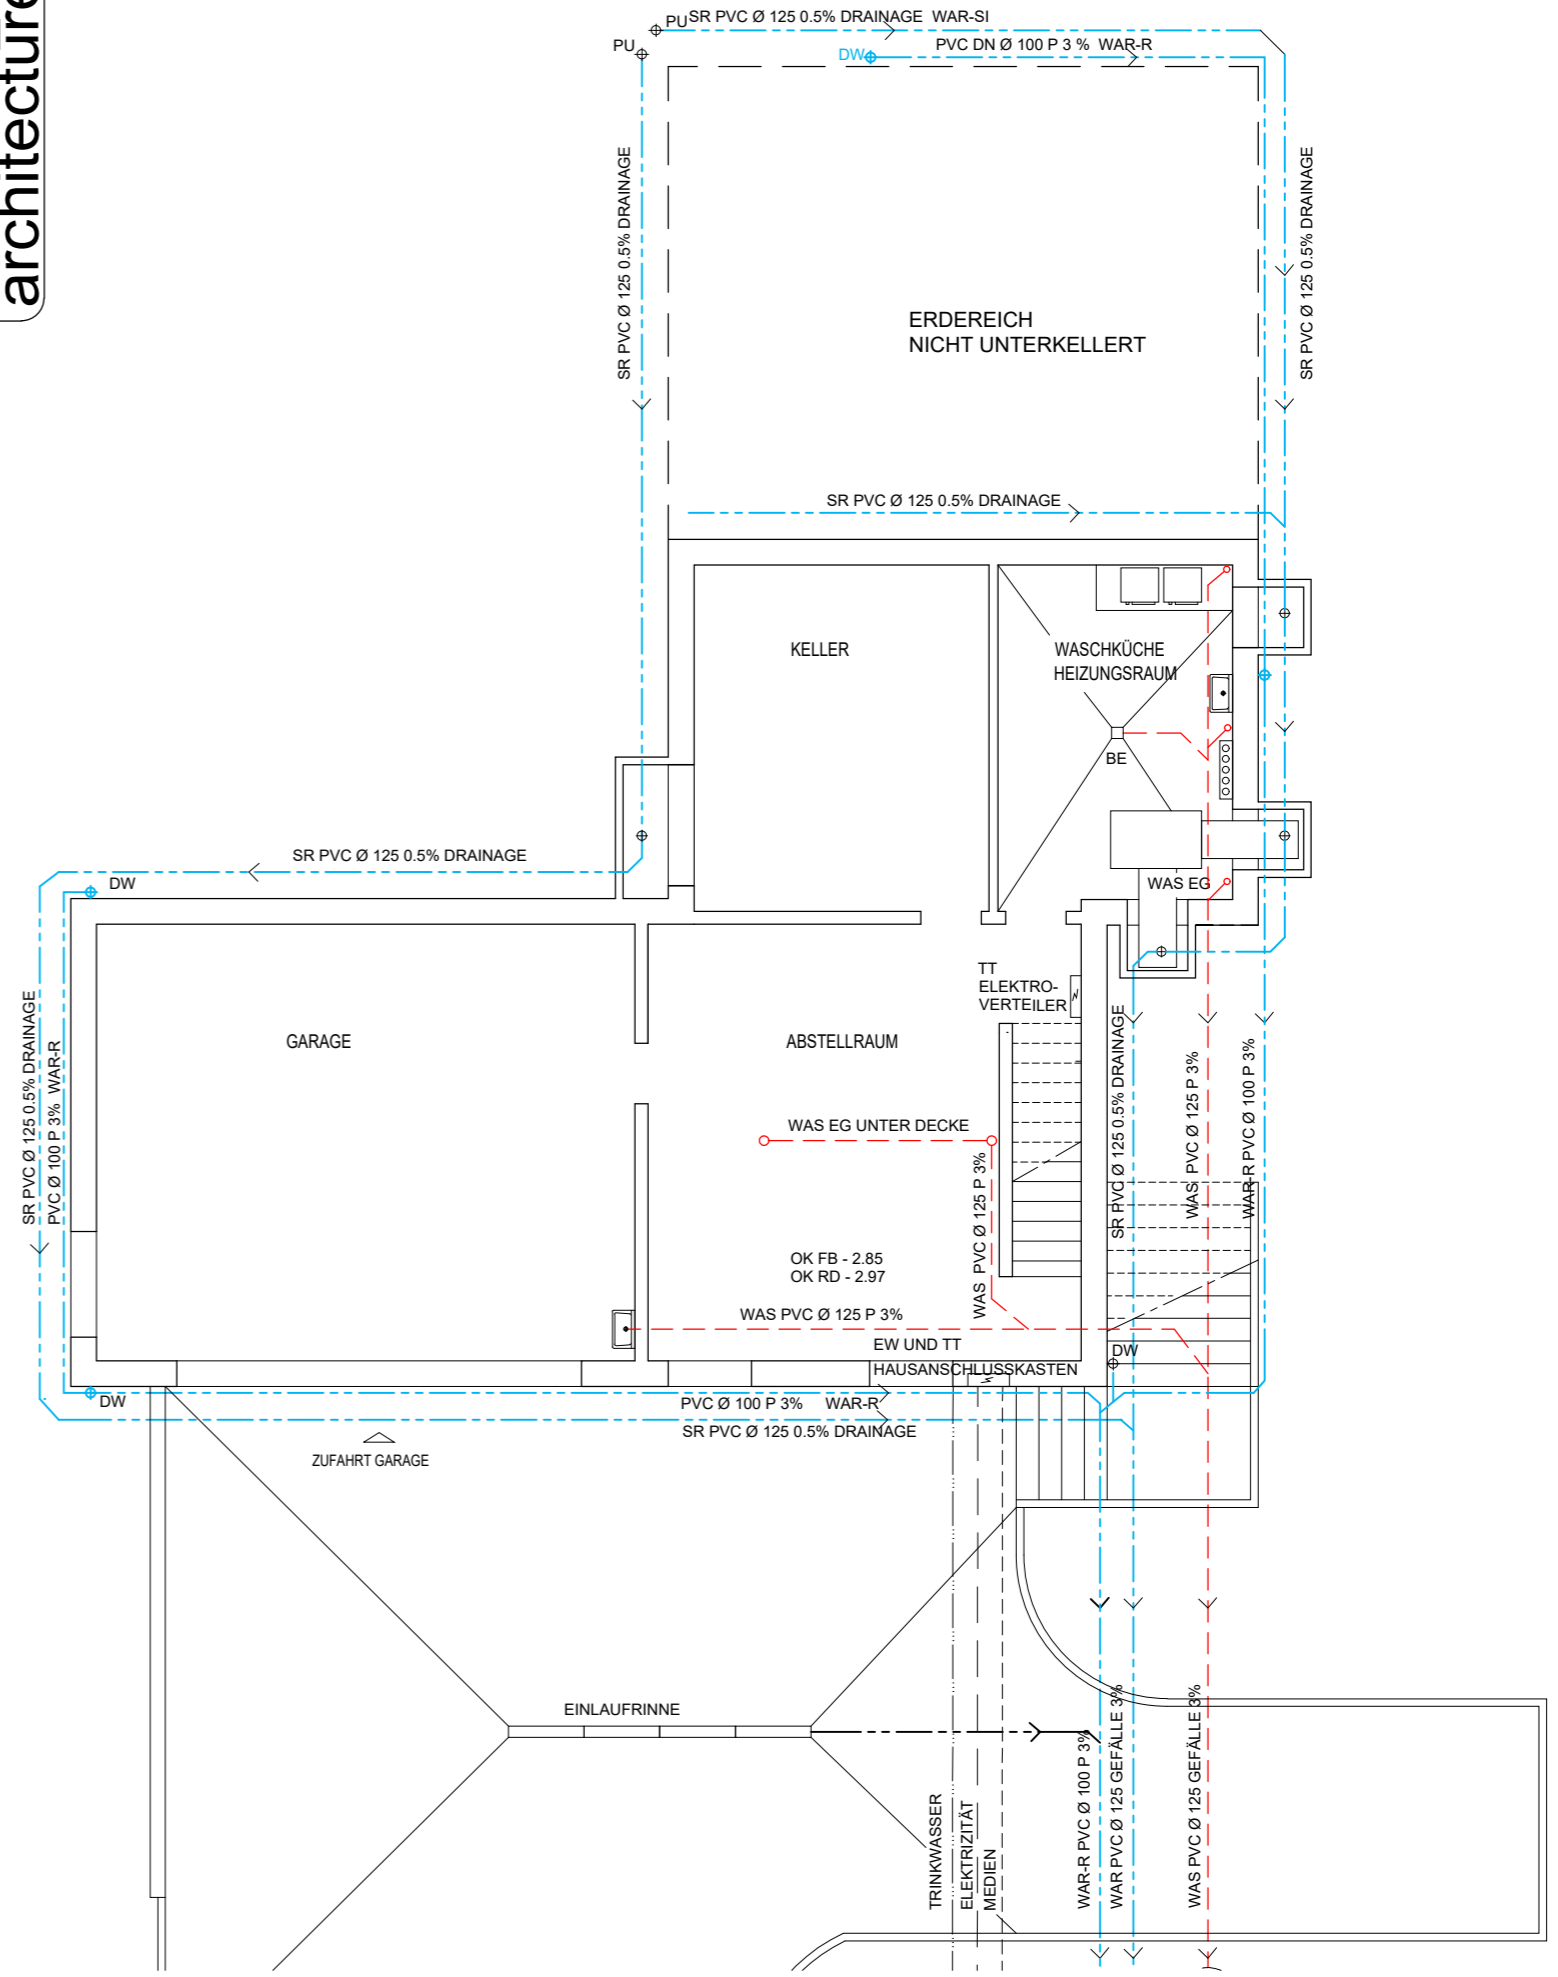 architecture
PU
SR PVC Ø 125 0.5% DRAINAGE  WAR-SI
PU
DW
PVC DN Ø 100 P 3 %  WAR-R
SR PVC Ø 125 0.5% DRAINAGE
SR PVC Ø 125 0.5% DRAINAGE
ERDEREICH
NICHT UNTERKELLERT
SR PVC Ø 125 0.5% DRAINAGE
KELLER
WASCHKÜCHE
HEIZUNGSRAUM
BE
SR PVC Ø 125 0.5% DRAINAGE
DW
WAS EG
TT
ELEKTRO-
VERTEILER
GARAGE
ABSTELLRAUM
SR PVC Ø 125 0.5% DRAINAGE
PVC Ø 100 P 3%  WAR-R
SR PVC Ø 125 0.5% DRAINAGE
WAS  PVC Ø 125 P 3%
WAR-R PVC Ø 100 P 3%
WAS EG UNTER DECKE
WAS  PVC Ø 125 P 3%
OK FB - 2.85
OK RD - 2.97
WAS PVC Ø 125 P 3%
EW UND TT
HAUSANSCHLUSSKASTEN
DW
DW
PVC Ø 100 P 3%     WAR-R
SR PVC Ø 125 0.5% DRAINAGE
ZUFAHRT GARAGE
EINLAUFRINNE
TRINKWASSER
ELEKTRIZITÄT
MEDIEN
WAR-R PVC Ø 100 P 3%
WAR PVC Ø 125 GEFÄLLE 3%
WAS PVC Ø 125 GEFÄLLE 3%